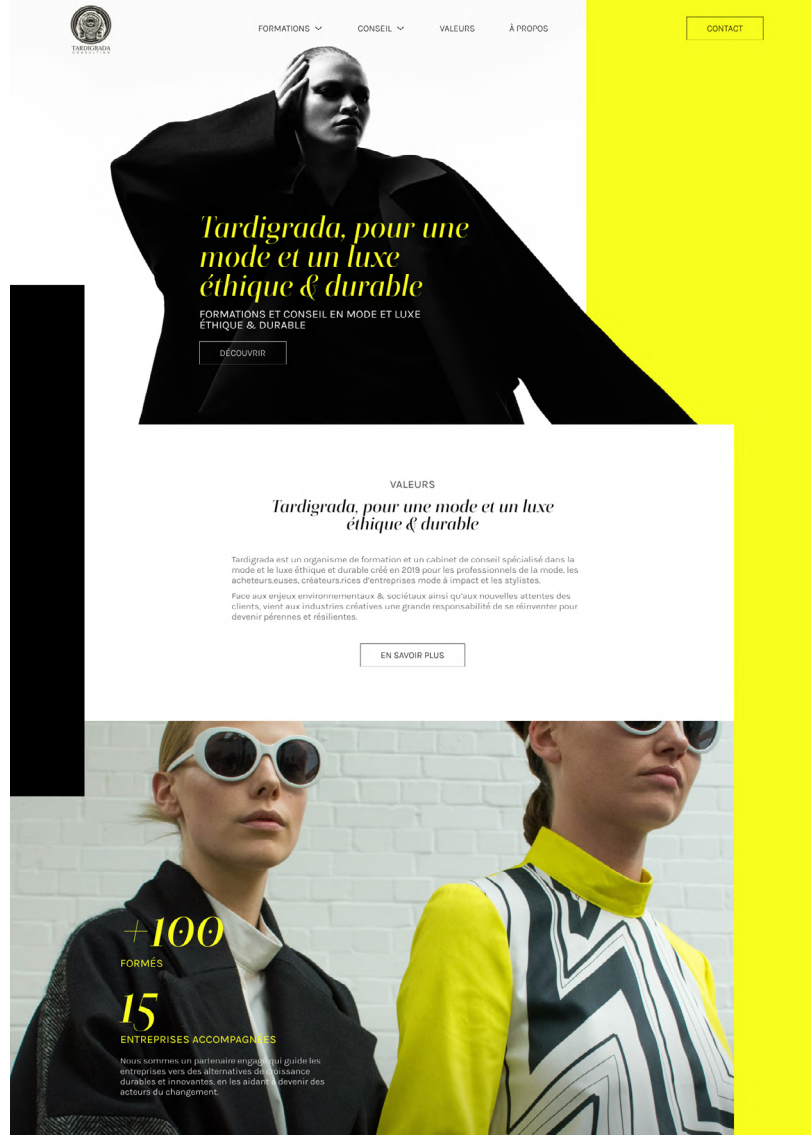 TARDIGRADA
CONSULTING
FORMATIONS
CONSEIL
VALEURS
À PROPOS
CONTACT
Tardigrada, pour une
mode et un luxe
éthique & durable
FORMATIONS ET CONSEIL EN MODE ET LUXE
ÉTHIQUE & DURABLE
DÉCOUVRIR
VALEURS
Tardigrada, pour une mode et un luxe
éthique & durable
Tardigrada est un organisme de formation et un cabinet de conseil spécialisé dans la
mode et le luxe éthique et durable créé en 2019 pour les professionnels de la mode, les
acheteurs.euses, créateurs.rices d'entreprises mode à impact et les stylistes.
Face aux enjeux environnementaux & sociétaux ainsi qu'aux nouvelles attentes des
clients, vient aux industries créatives une grande responsabilité de se réinventer pour
devenir pérennes et résilientes.
EN SAVOIR PLUS
+100
FORMÉS
15
ENTREPRISES ACCOMPAGNÉES
Nous sommes un partenaire engagé qui guide les
entreprises vers des alternatives de croissance
durables et innovantes, en les aidant à devenir des
acteurs du changement.